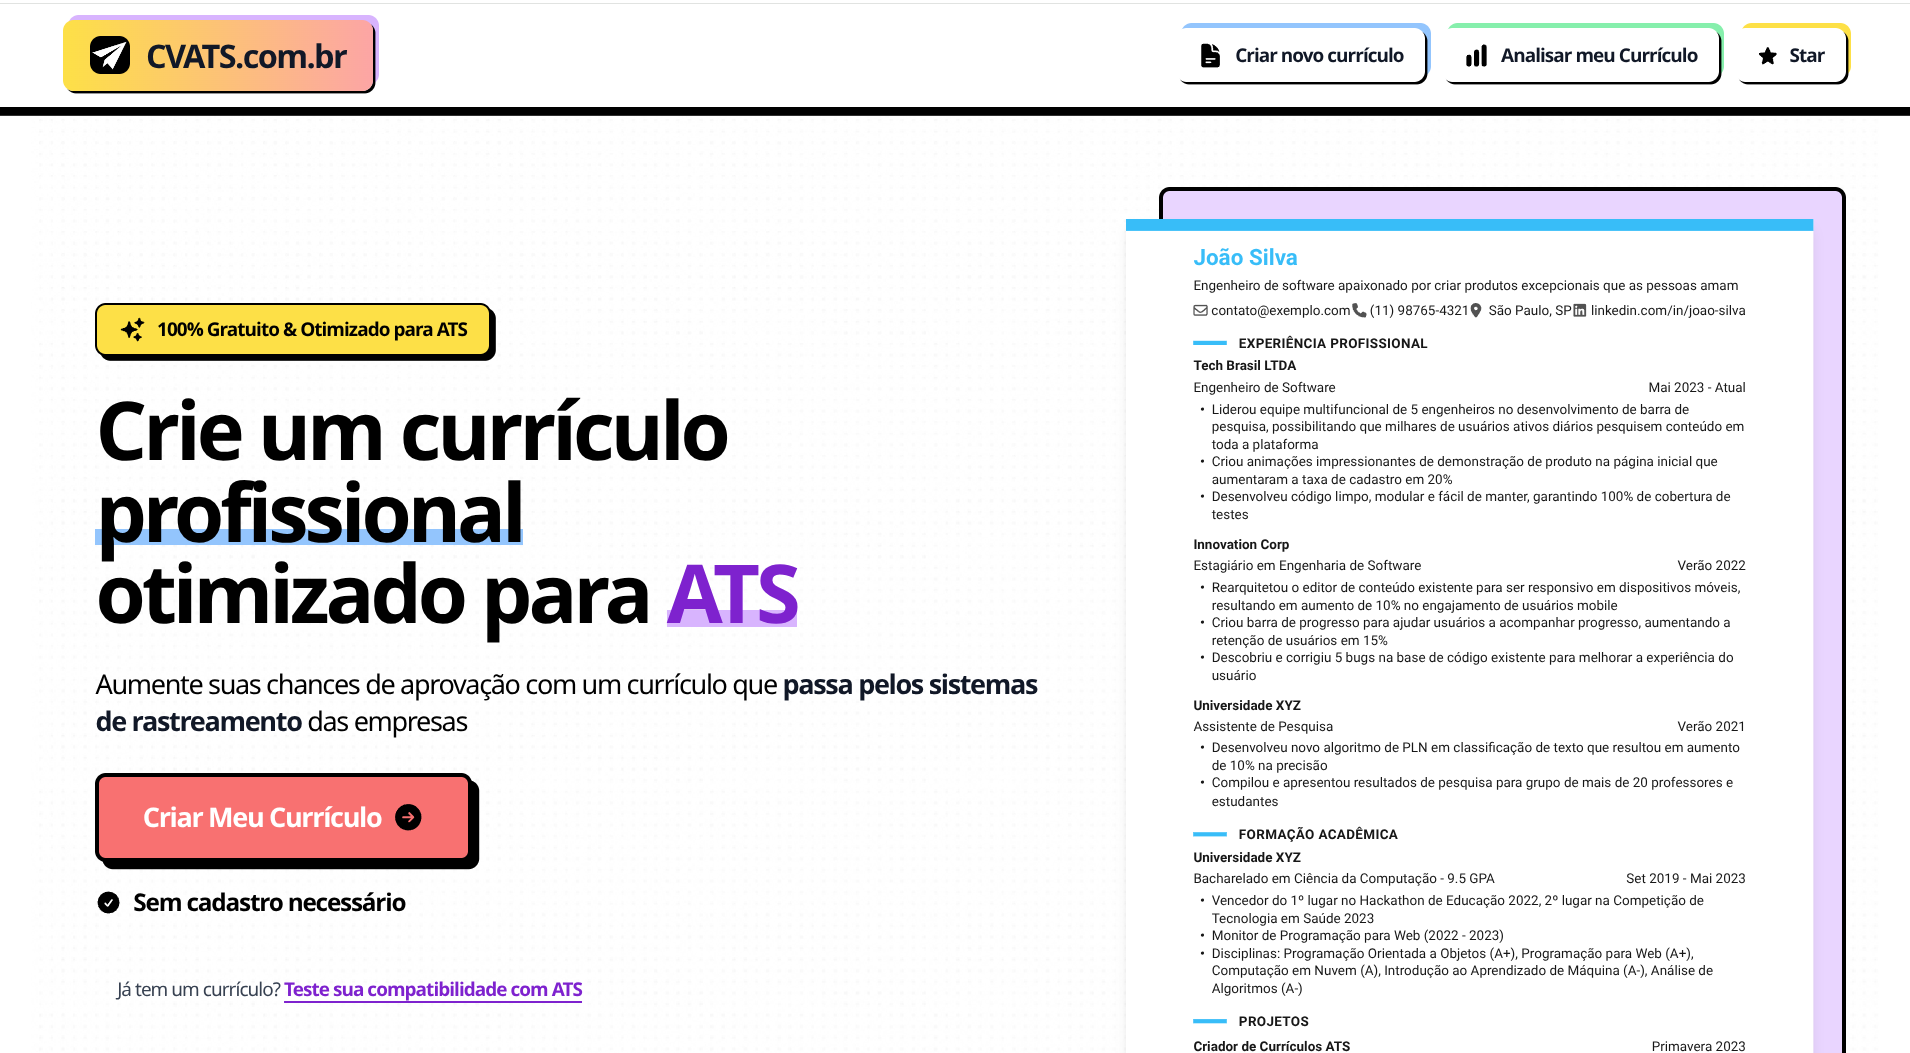 CVATS.com.br
Criar novo currículo
Analisar meu Currículo
Star
100% Gratuito & Otimizado para ATS
Crie um currículo
profissional
otimizado para ATS
Aumente suas chances de aprovação com um currículo que passa pelos sistemas
de rastreamento das empresas
Criar Meu Currículo
Sem cadastro necessário
Já tem um currículo? Teste sua compatibilidade com ATS
João Silva
Engenheiro de software apaixonado por criar produtos excepcionais que as pessoas amam
contato@exemplo.com (11) 98765-4321 São Paulo, SP linkedin.com/in/joao-silva
EXPERIÊNCIA PROFISSIONAL
Tech Brasil LTDA
Engenheiro de Software Mai 2023 - Atual
• Liderou equipe multifuncional de 5 engenheiros no desenvolvimento de barra de
pesquisa, possibilitando que milhares de usuários ativos diários pesquisem conteúdo em
toda a plataforma
• Criou animações impressionantes de demonstração de produto na página inicial que
aumentaram a taxa de cadastro em 20%
• Desenvolveu código limpo, modular e fácil de manter, garantindo 100% de cobertura de
testes
Innovation Corp
Estagiário em Engenharia de Software Verão 2022
• Rearquitetou o editor de conteúdo existente para ser responsivo em dispositivos móveis,
resultando em aumento de 10% no engajamento de usuários mobile
• Criou barra de progresso para ajudar usuários a acompanhar progresso, aumentando a
retenção de usuários em 15%
• Descobriu e corrigiu 5 bugs na base de código existente para melhorar a experiência do
usuário
Universidade XYZ
Assistente de Pesquisa Verão 2021
• Desenvolveu novo algoritmo de PLN em classificação de texto que resultou em aumento
de 10% na precisão
• Compilou e apresentou resultados de pesquisa para grupo de mais de 20 professores e
estudantes
FORMAÇÃO ACADÊMICA
Universidade XYZ
Bacharelado em Ciência da Computação - 9.5 GPA Set 2019 - Mai 2023
• Vencedor do 1º lugar no Hackathon de Educação 2022, 2º lugar na Competição de
Tecnologia em Saúde 2023
• Monitor de Programação para Web (2022 - 2023)
• Disciplinas: Programação Orientada a Objetos (A+), Programação para Web (A+),
Computação em Nuvem (A), Introdução ao Aprendizado de Máquina (A-), Análise de
Algoritmos (A-)
PROJETOS
Criador de Currículos ATS Primavera 2023